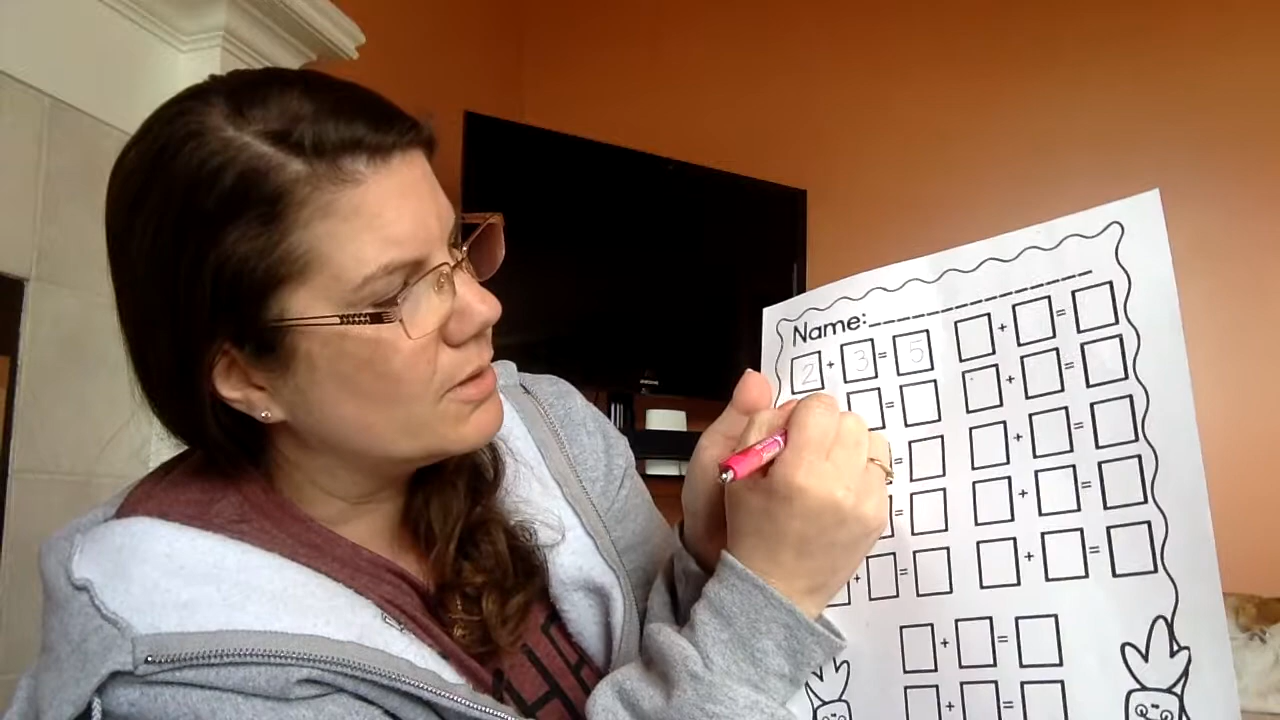 Name:
2 + 3 = 5 + =
= + =
= + =
= + =
+ = + =
+ =
+ =